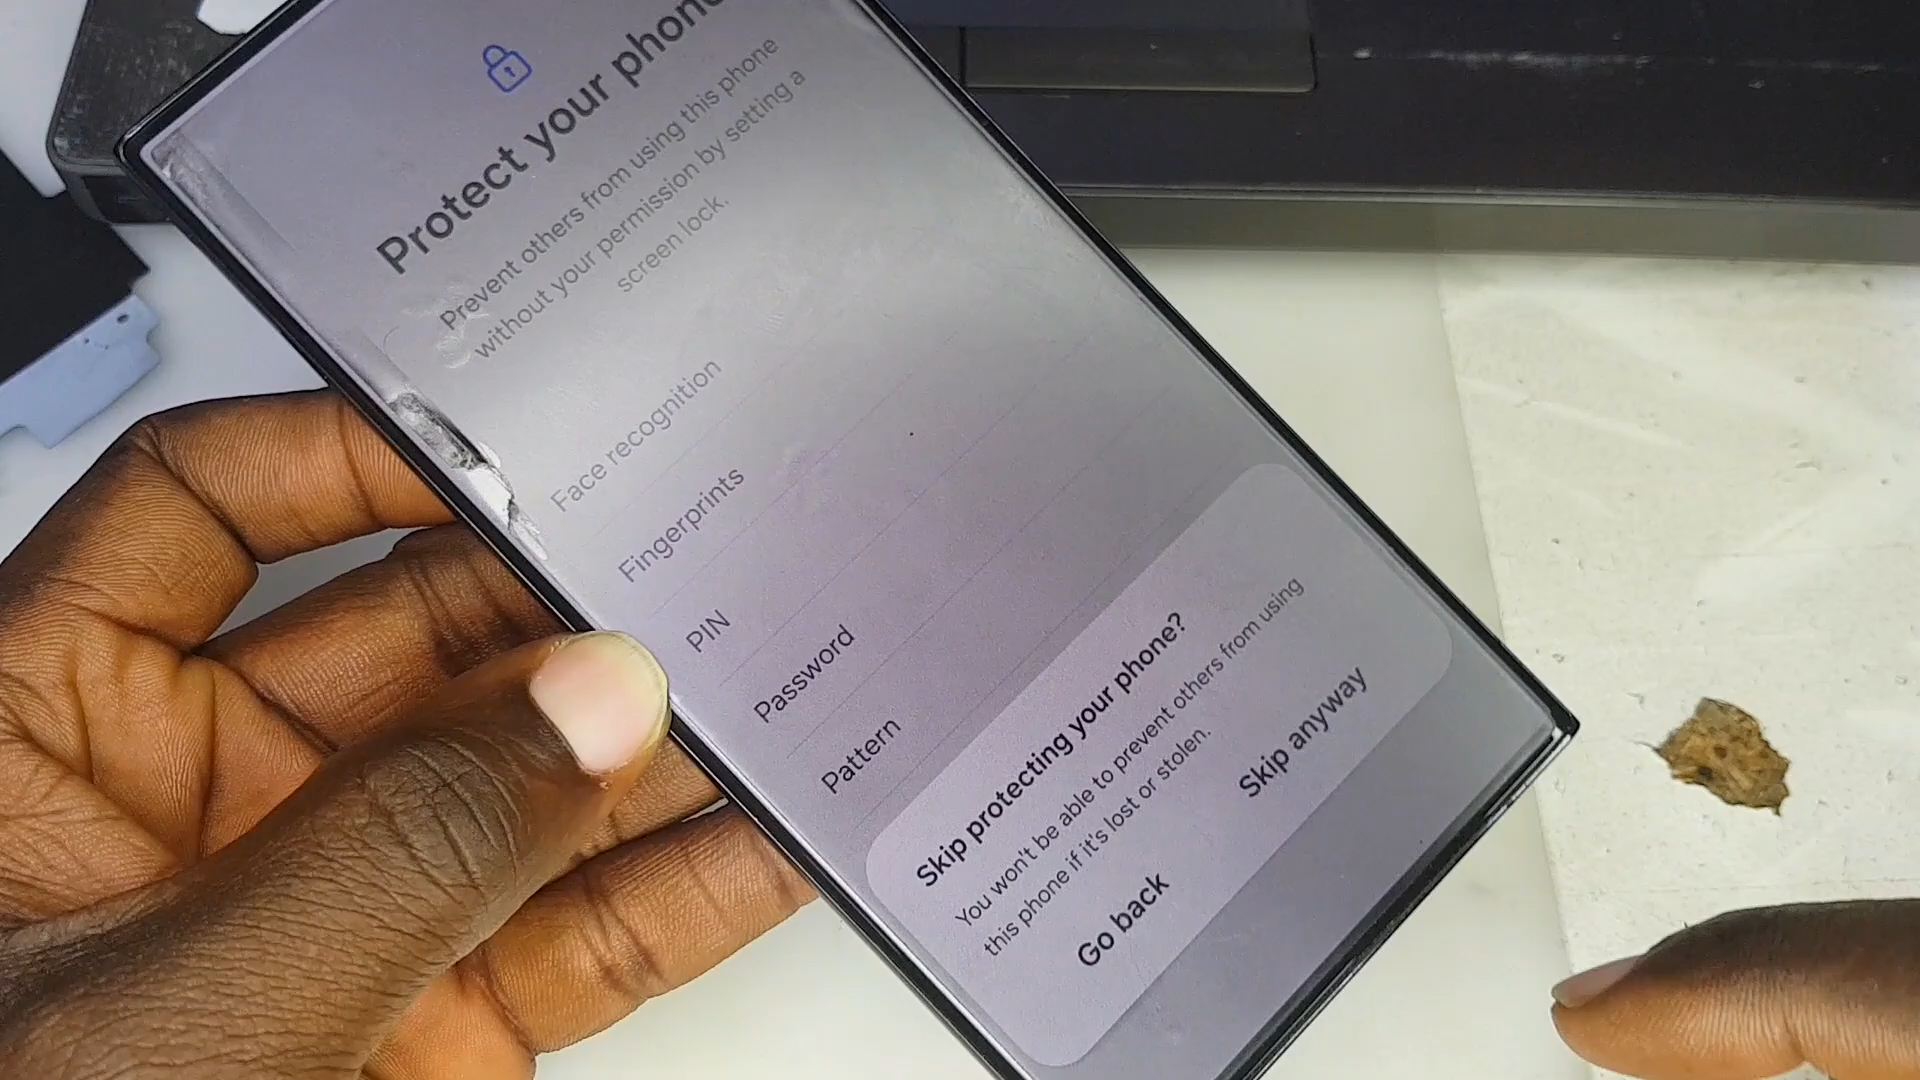 Protect your phone
Prevent others from using this phone
without your permission by setting a
screen lock.
Face recognition
Fingerprints
PIN
Password
Pattern
Skip protecting your phone?
You won't be able to prevent others from using
this phone if it's lost or stolen.
Go back
Skip anyway